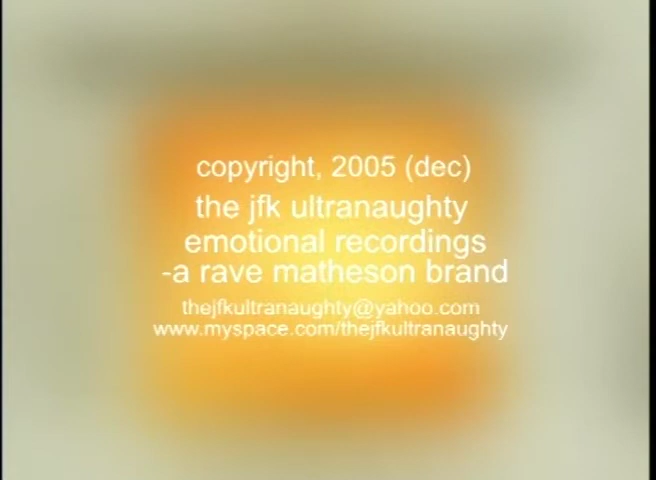 copyright, 2005 (dec)
the jfk ultranaughty
emotional recordings
-a rave matheson brand
thejfkultranaughty@yahoo.com
www.myspace.com/thejfkultranaughty